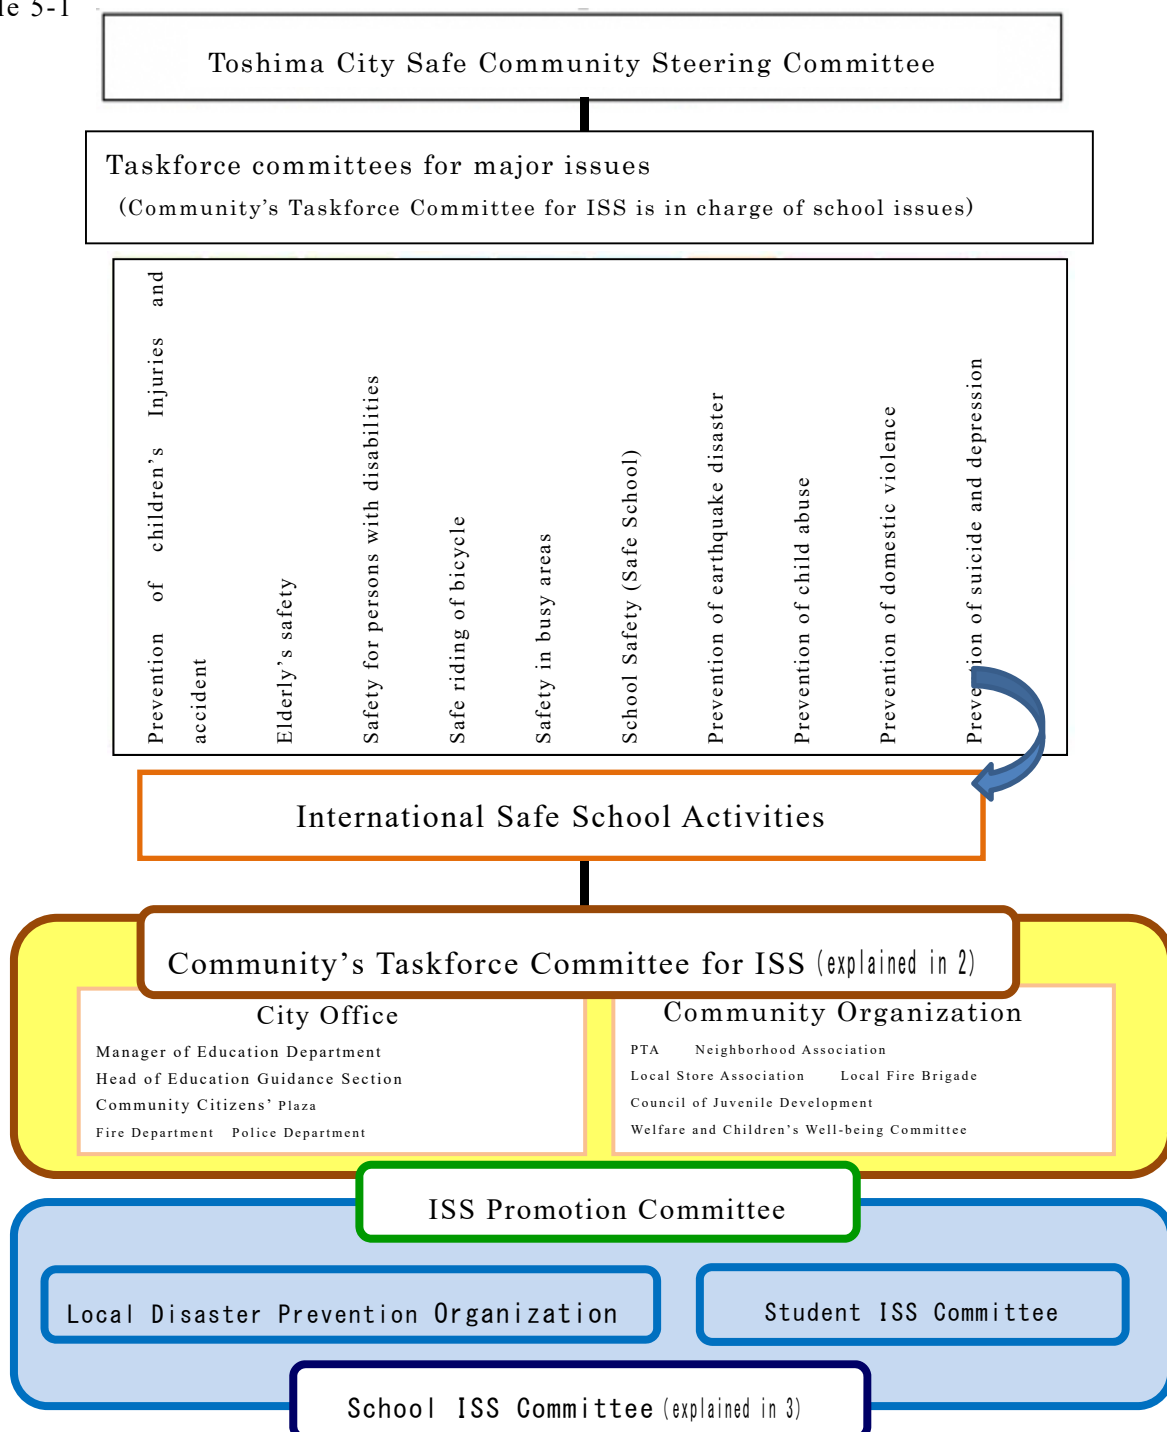 le 5-1
Toshima City Safe Community Steering Committee
Taskforce committees for major issues
(Community’s Taskforce Committee for ISS is in charge of school issues)
Prevention of children’s Injuries and
accident
Elderly’s safety
Safety for persons with disabilities
Safe riding of bicycle
Safety in busy areas
School Safety (Safe School)
Prevention of earthquake disaster
Prevention of child abuse
Prevention of domestic violence
Prevention of suicide and depression
International Safe School Activities
Community’s Taskforce Committee for ISS (explained in 2)
City Office
Manager of Education Department
Head of Education Guidance Section
Community Citizens’ Plaza
Fire Department Police Department
Community Organization
PTA Neighborhood Association
Local Store Association Local Fire Brigade
Council of Juvenile Development
Welfare and Children’s Well-being Committee
ISS Promotion Committee
Local Disaster Prevention Organization
Student ISS Committee
School ISS Committee (explained in 3)